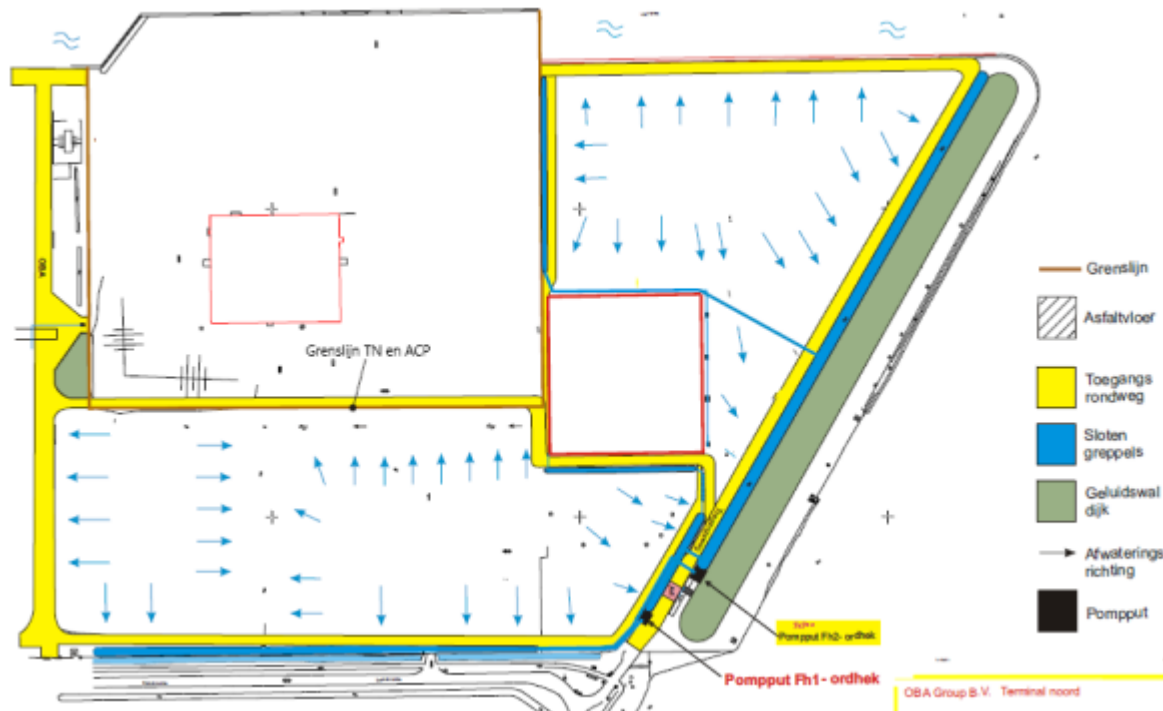 OBA
Grenslijn TN en ACP
Grenslijn
Asfaltvloer
Toegangs
rondweg
Sloten
greppels
Geluidswal
dijk
Afwaterings
richting
Pompput
Pompput Fh2- ordhek
Pompput Fh1 - ordhek
OBA Group B.V. Terminal noord